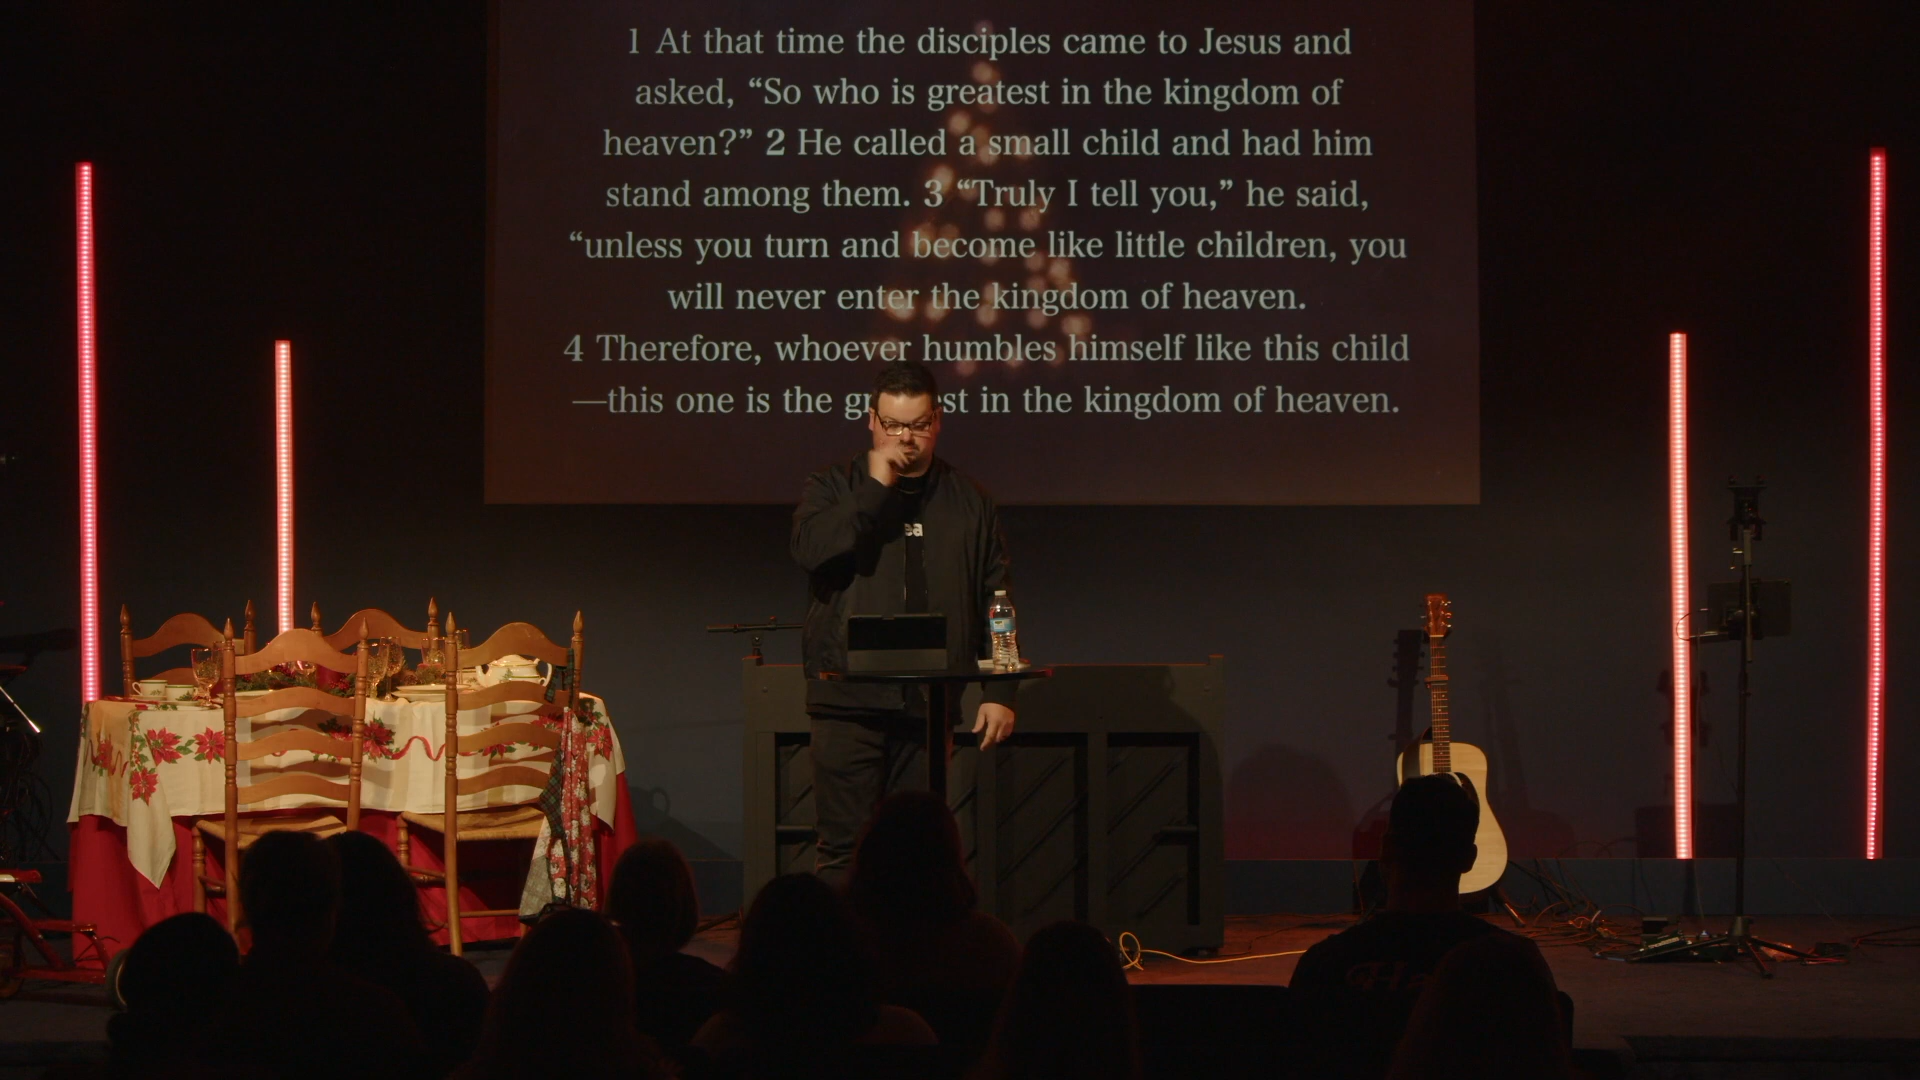 1 At that time the disciples came to Jesus and
asked, “So who is greatest in the kingdom of
heaven?” 2 He called a small child and had him
stand among them. 3 “Truly I tell you,” he said,
“unless you turn and become like little children, you
will never enter the kingdom of heaven.
4 Therefore, whoever humbles himself like this child
—this one is the in the kingdom of heaven.